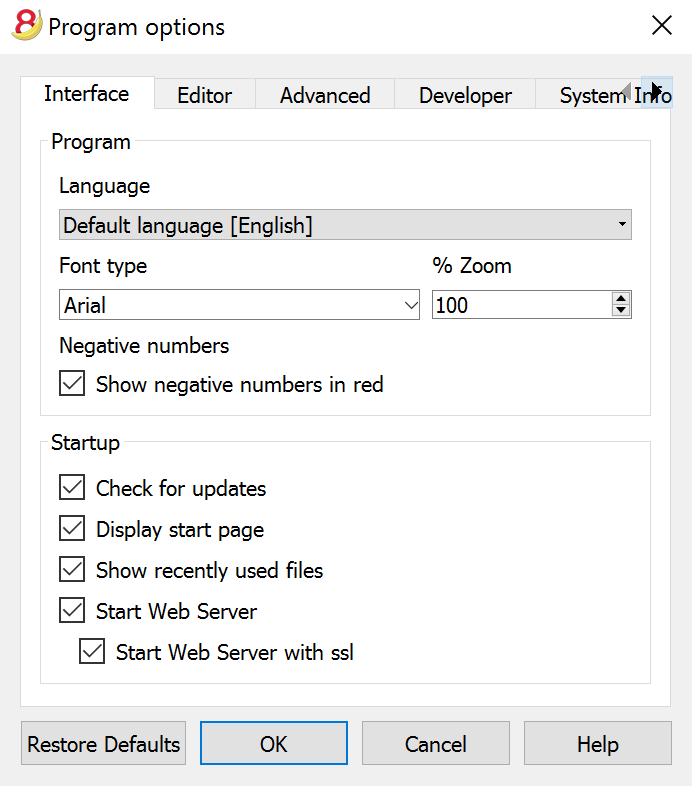 8 Program options
Interface Editor Advanced Developer System Info
Program
Language
Default language [English]
Font type % Zoom
Arial 100
Negative numbers
Show negative numbers in red
Startup
Check for updates
Display start page
Show recently used files
Start Web Server
Start Web Server with ssl
Restore Defaults OK Cancel Help